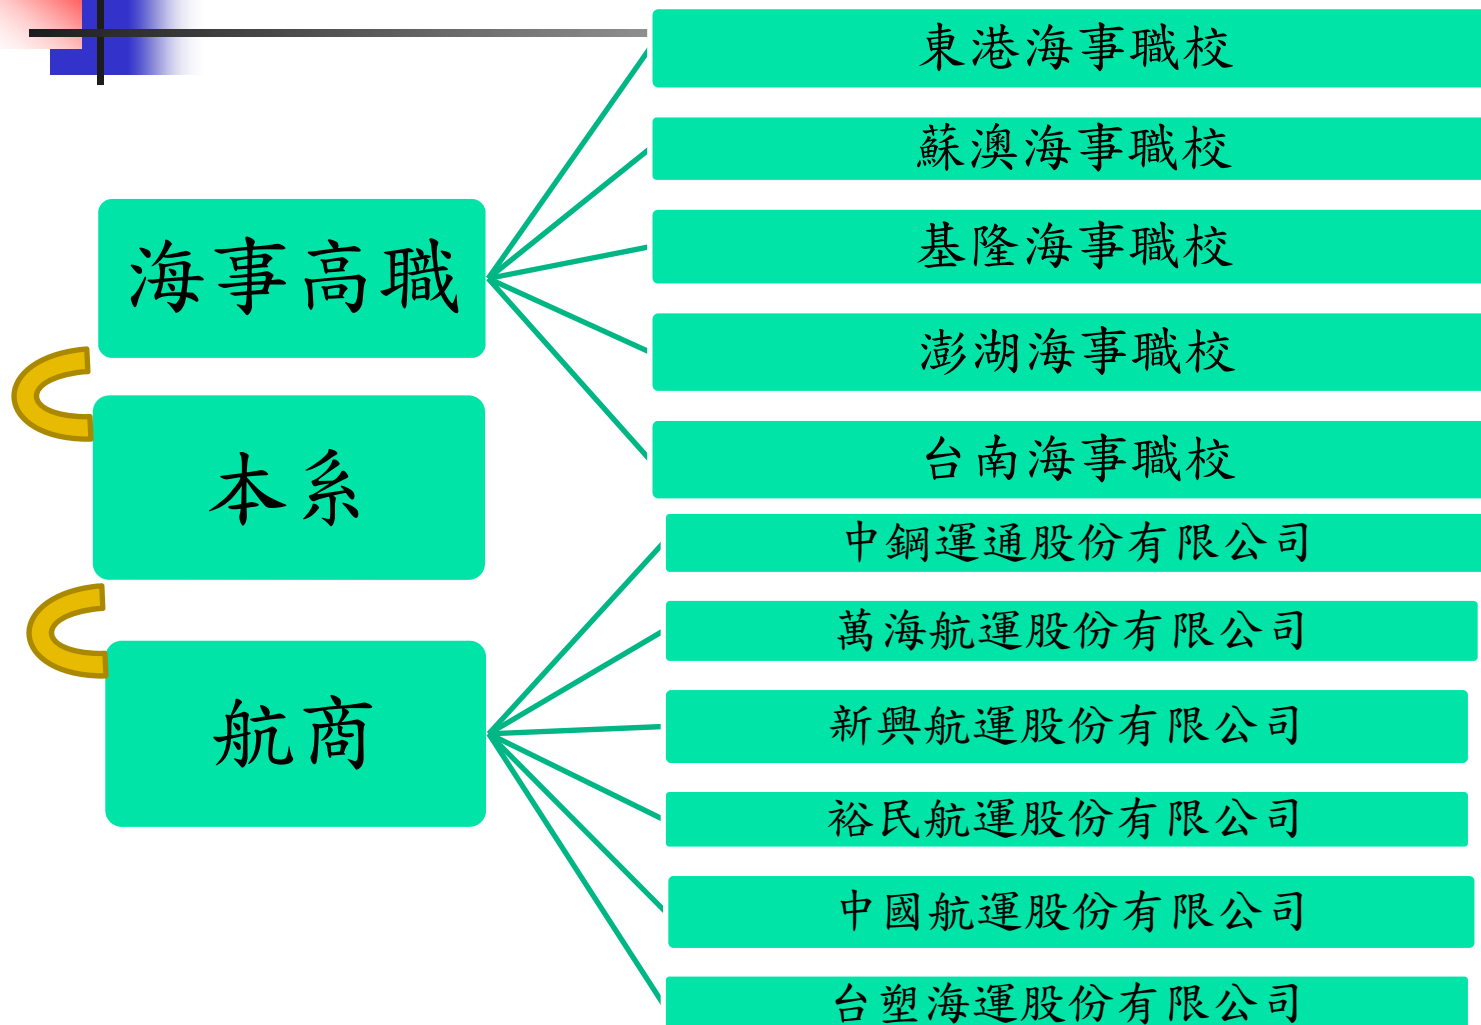 海事高職
東港海事職校
蘇澳海事職校
基隆海事職校
澎湖海事職校
台南海事職校
本系
航商
中鋼運通股份有限公司
萬海航運股份有限公司
新興航運股份有限公司
裕民航運股份有限公司
中國航運股份有限公司
台塑海運股份有限公司